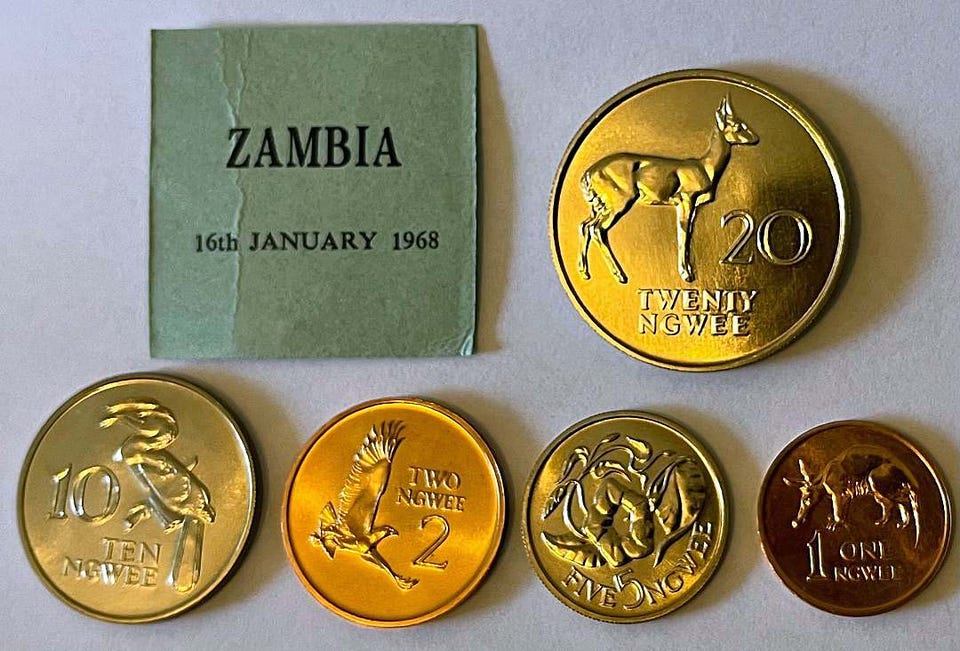 ZAMBIA
16th JANUARY 1968
20
TWENTY
NGWEE
10
TEN
NGWEE
TWO
NGWEE
2
FIVE 5 NGWEE
1 ONE
NGWEE